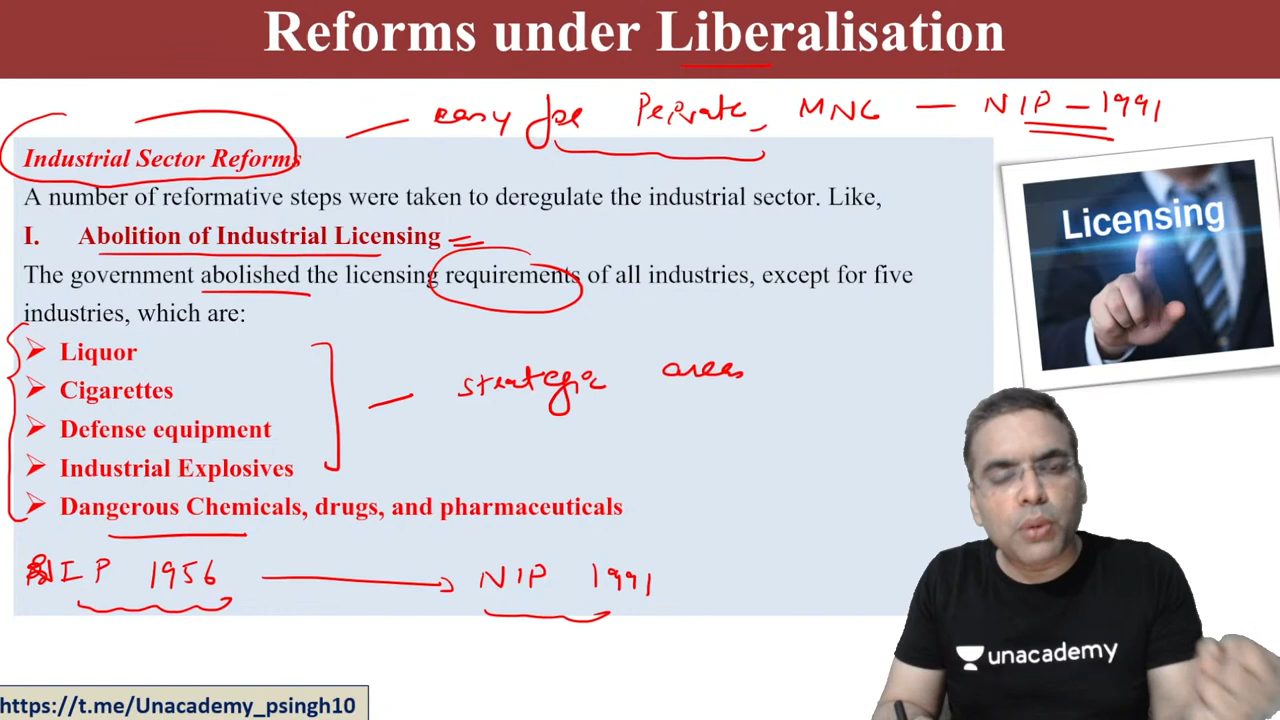 Reforms under Liberalisation
easy for Private, MNC — NIP - 1991
Industrial Sector Reforms
A number of reformative steps were taken to deregulate the industrial sector. Like,
I. Abolition of Industrial Licensing
The government abolished the licensing requirements of all industries, except for five
industries, which are:
Liquor
Cigarettes
Defense equipment
Industrial Explosives
Dangerous Chemicals, drugs, and pharmaceuticals
strategic areas
IP 1956 → NIP 1991
Licensing
unacademy
https://t.me/Unacademy_psingh10